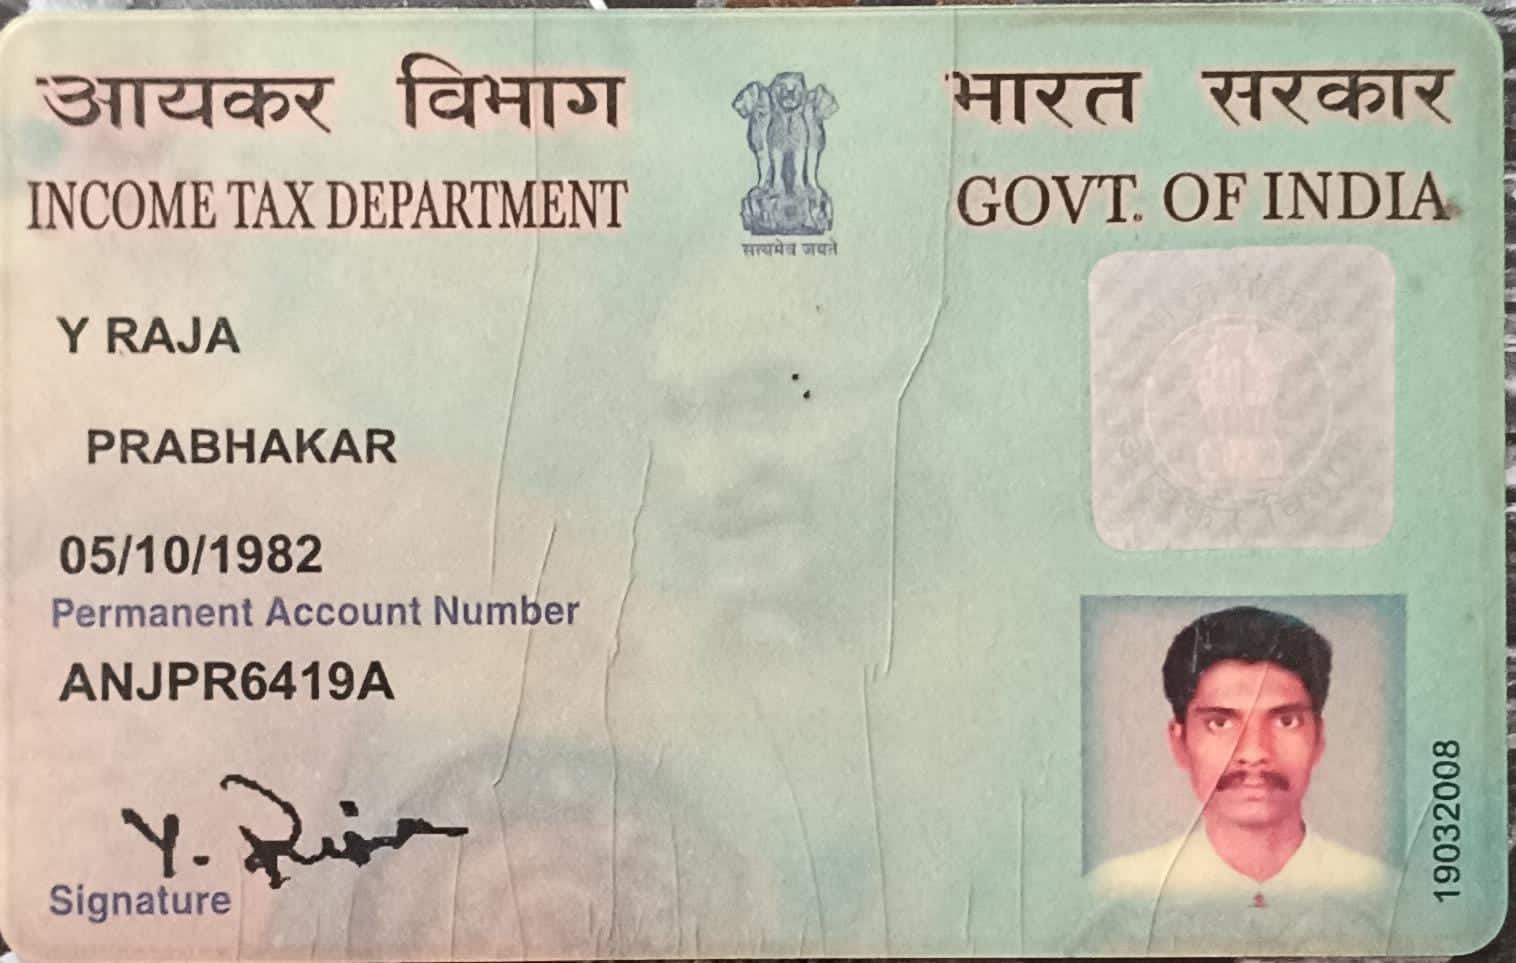 आयकर विभाग
INCOME TAX DEPARTMENT
सत्यमेव जयते
भारत सरकार
GOVT. OF INDIA
Y RAJA
PRABHAKAR
05/10/1982
Permanent Account Number
ANJPR6419A
Y. Raja
Signature
19032008